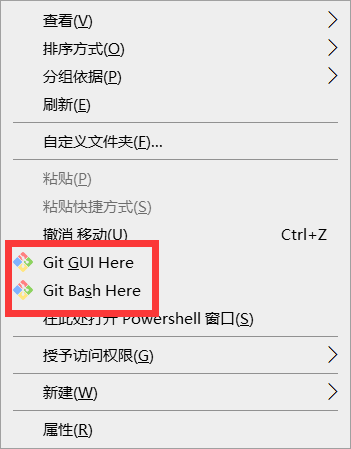 查看(V)
排序方式(O)
分组依据(P)
刷新(E)
自定义文件夹(F)...
粘贴(P)
粘贴快捷方式(S)
撤消 移动(U) Ctrl+Z
Git GUI Here
Git Bash Here
在此处打开 Powershell 窗口(S)
授予访问权限(G)
新建(W)
属性(R)